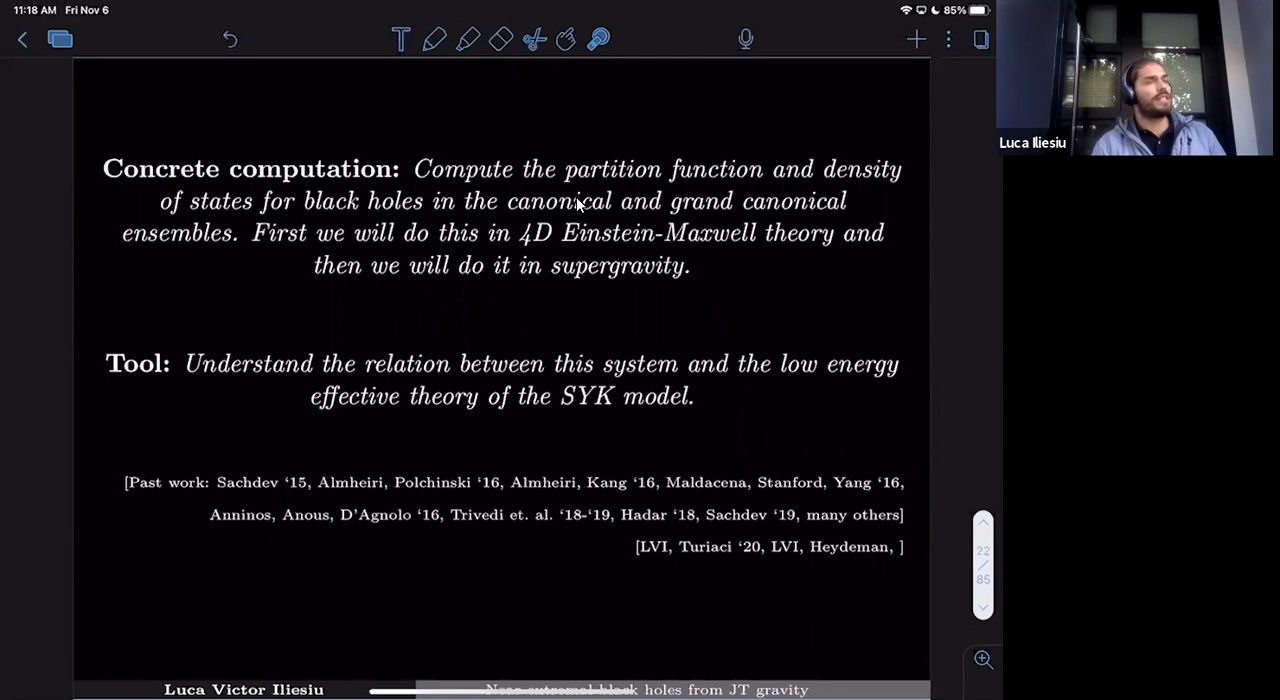 11:18 AM Fri Nov 6
85%
Luca Iliesiu
Concrete computation: Compute the partition function and density
of states for black holes in the canonical and grand canonical
ensembles. First we will do this in 4D Einstein-Maxwell theory and
then we will do it in supergravity.
Tool: Understand the relation between this system and the low energy
effective theory of the SYK model.
[Past work: Sachdev ‘15, Almheiri, Polchinski ‘16, Almheiri, Kang ‘16, Maldacena, Stanford, Yang ‘16,
Anninos, Anous, D’Agnolo ‘16, Trivedi et. al. ‘18-‘19, Hadar ‘18, Sachdev ‘19, many others]
[LVI, Turiaci ‘20, LVI, Heydeman, ]
22
/
85
Luca Victor Iliesiu
Near extremal black holes from JT gravity